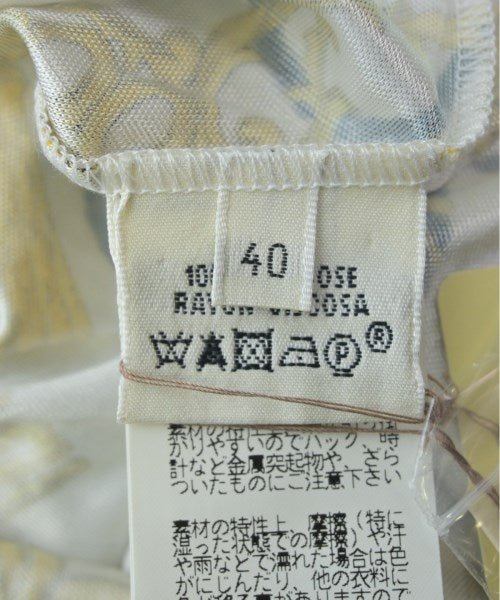 40
RAYON VISCOSA
P
®
かりやすいのでバック、時
計など金属突起物や、ざら
ついたものにご注意下さい
素材の特性上、摩擦(特に
湿った状態での摩擦)や汗
や雨などで濡れた場合は色
がにじんだり、他の衣料に